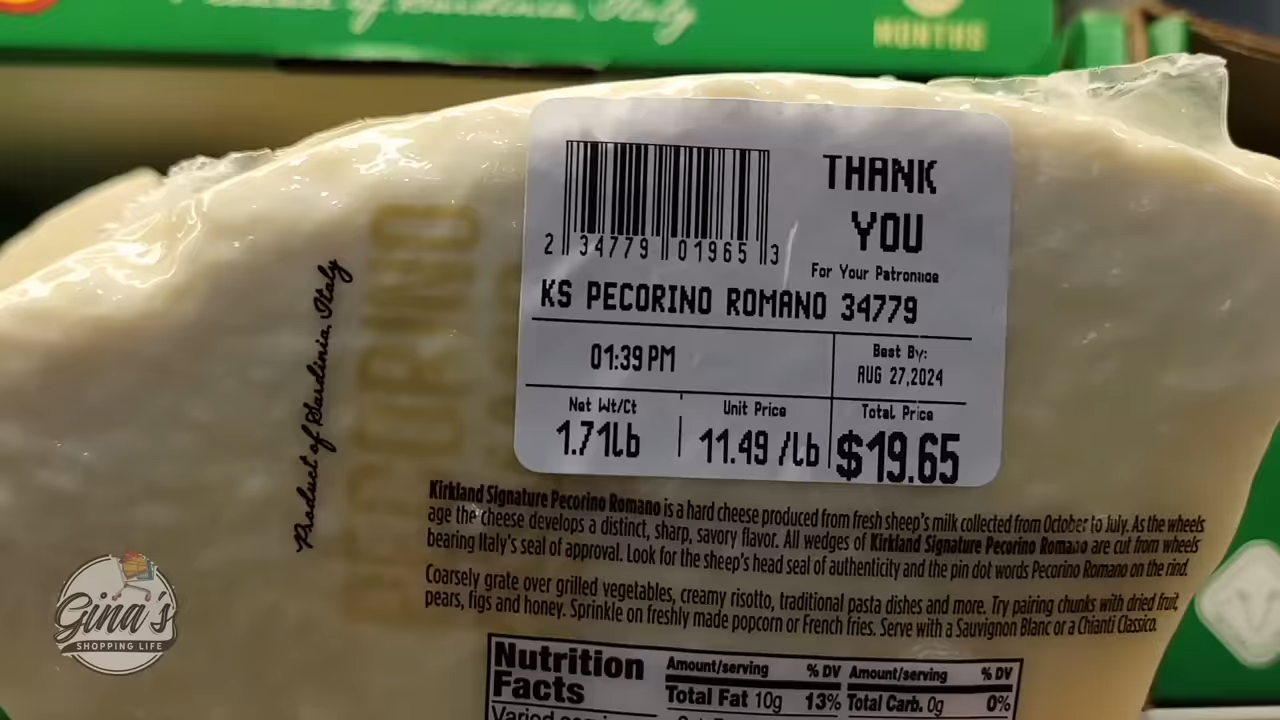 Product of Sardinia, Italy
MONTHS
THANK
YOU
For Your Patronage
2 34779 01965 3
KS PECORINO ROMANO 34779
01:39 PM
Best By:
AUG 27,2024
Net Wt/Ct
1.71lb
Unit Price
11.49 /lb
Total Price
$19.65
PECORINO
Product of Sardinia, Italy
Kirkland Signature Pecorino Romano is a hard cheese produced from fresh sheep's milk collected from October to July. As the wheels
age the cheese develops a distinct, sharp, savory flavor. All wedges of Kirkland Signature Pecorino Romano are cut from wheels
bearing Italy's seal of approval. Look for the sheep's head seal of authenticity and the pin dot words Pecorino Romano on the rind.
Coarsely grate over grilled vegetables, creamy risotto, traditional pasta dishes and more. Try pairing chunks with dried fruit,
pears, figs and honey. Sprinkle on freshly made popcorn or French fries. Serve with a Sauvignon Blanc or a Chianti Classico.
Nutrition
Facts
Amount/serving % DV Amount/serving % DV
Total Fat 10g 13% Total Carb. 0g 0%
Gina's
SHOPPING LIFE